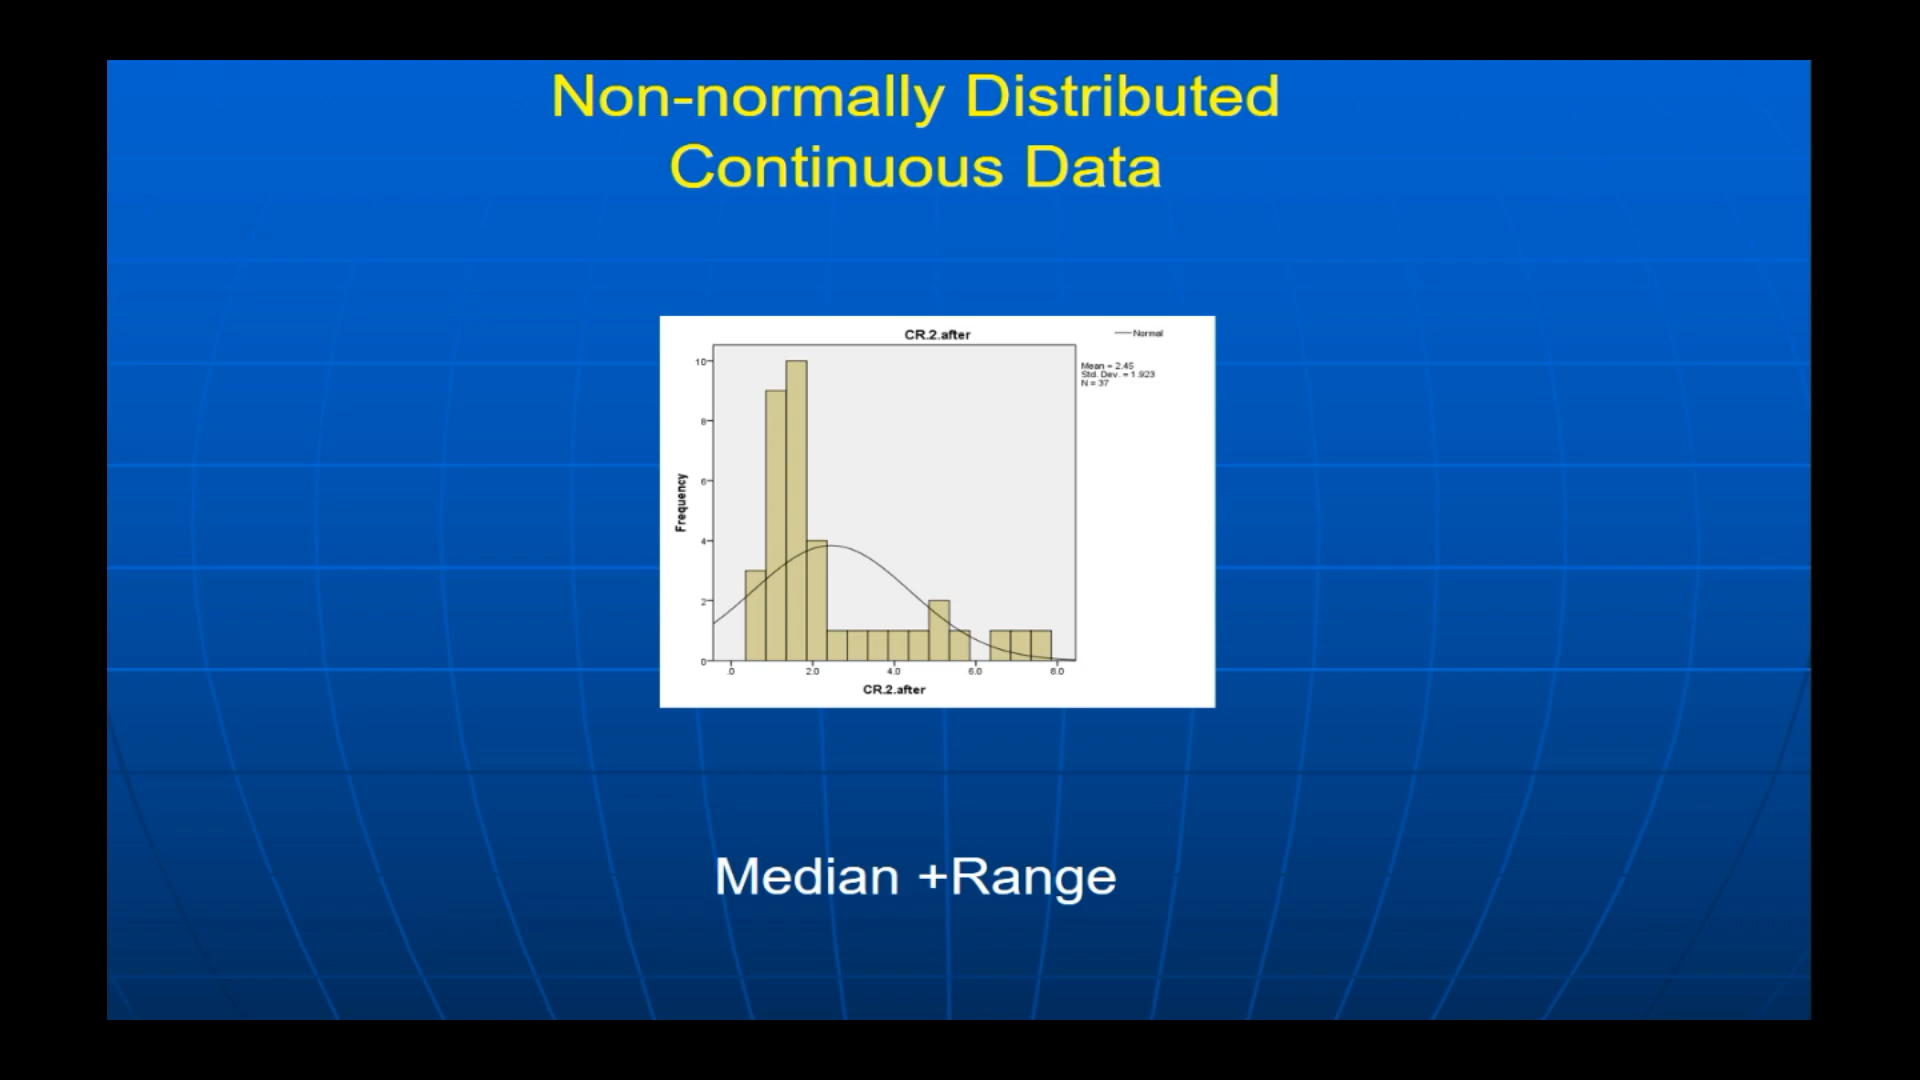 Non-normally Distributed
Continuous Data
CR.2.after
Normal
Mean = 2.45
Std. Dev. = 1.923
N = 37
10
8
6
4
2
0
Frequency
.0 2.0 4.0 6.0 8.0
CR.2.after
Median +Range